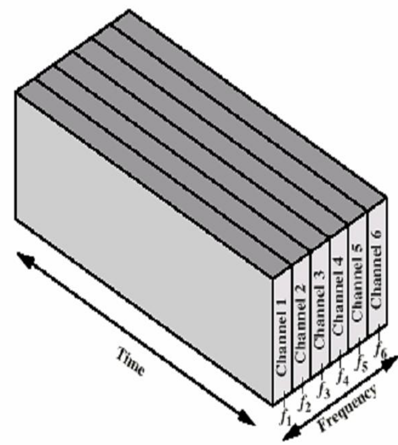 Channel 1
Channel 2
Channel 3
Channel 4
Channel 5
Channel 6
f1
f2
f3
f4
f5
f6
Time
Frequency